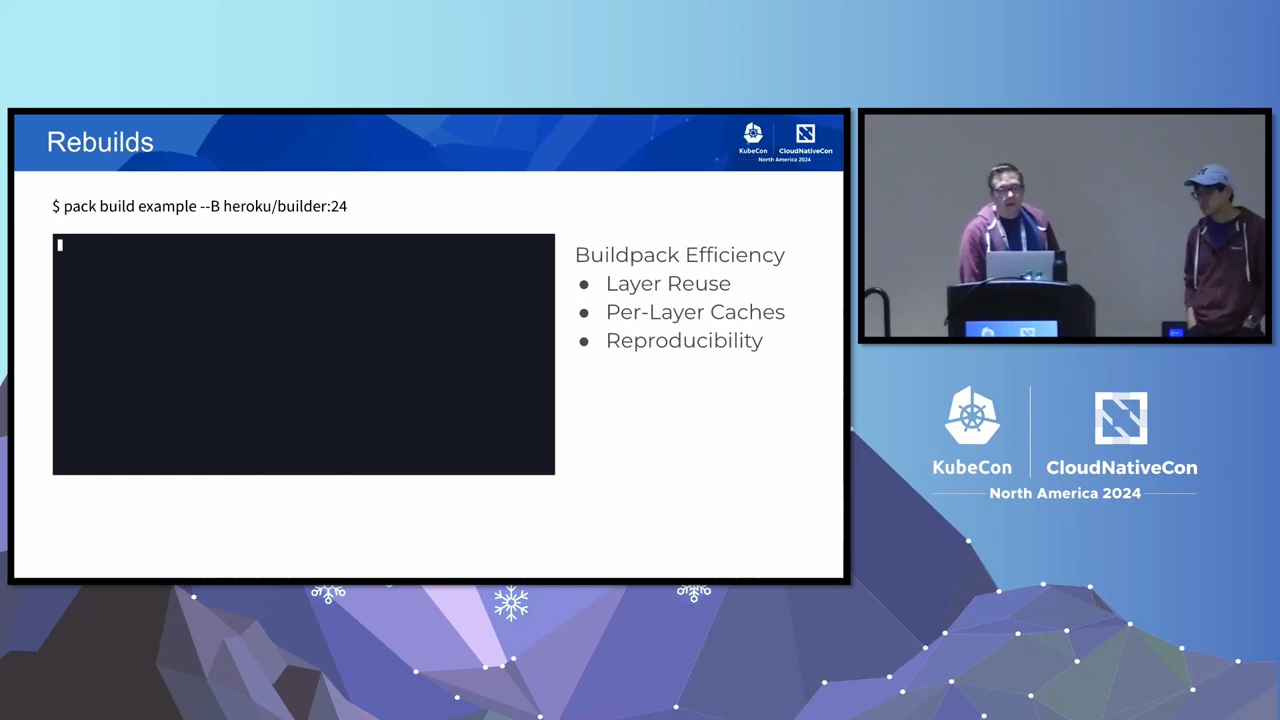 Rebuilds
KubeCon
CloudNativeCon
North America 2024
$ pack build example --B heroku/builder:24
Buildpack Efficiency
● Layer Reuse
● Per-Layer Caches
● Reproducibility
KubeCon
CloudNativeCon
North America 2024